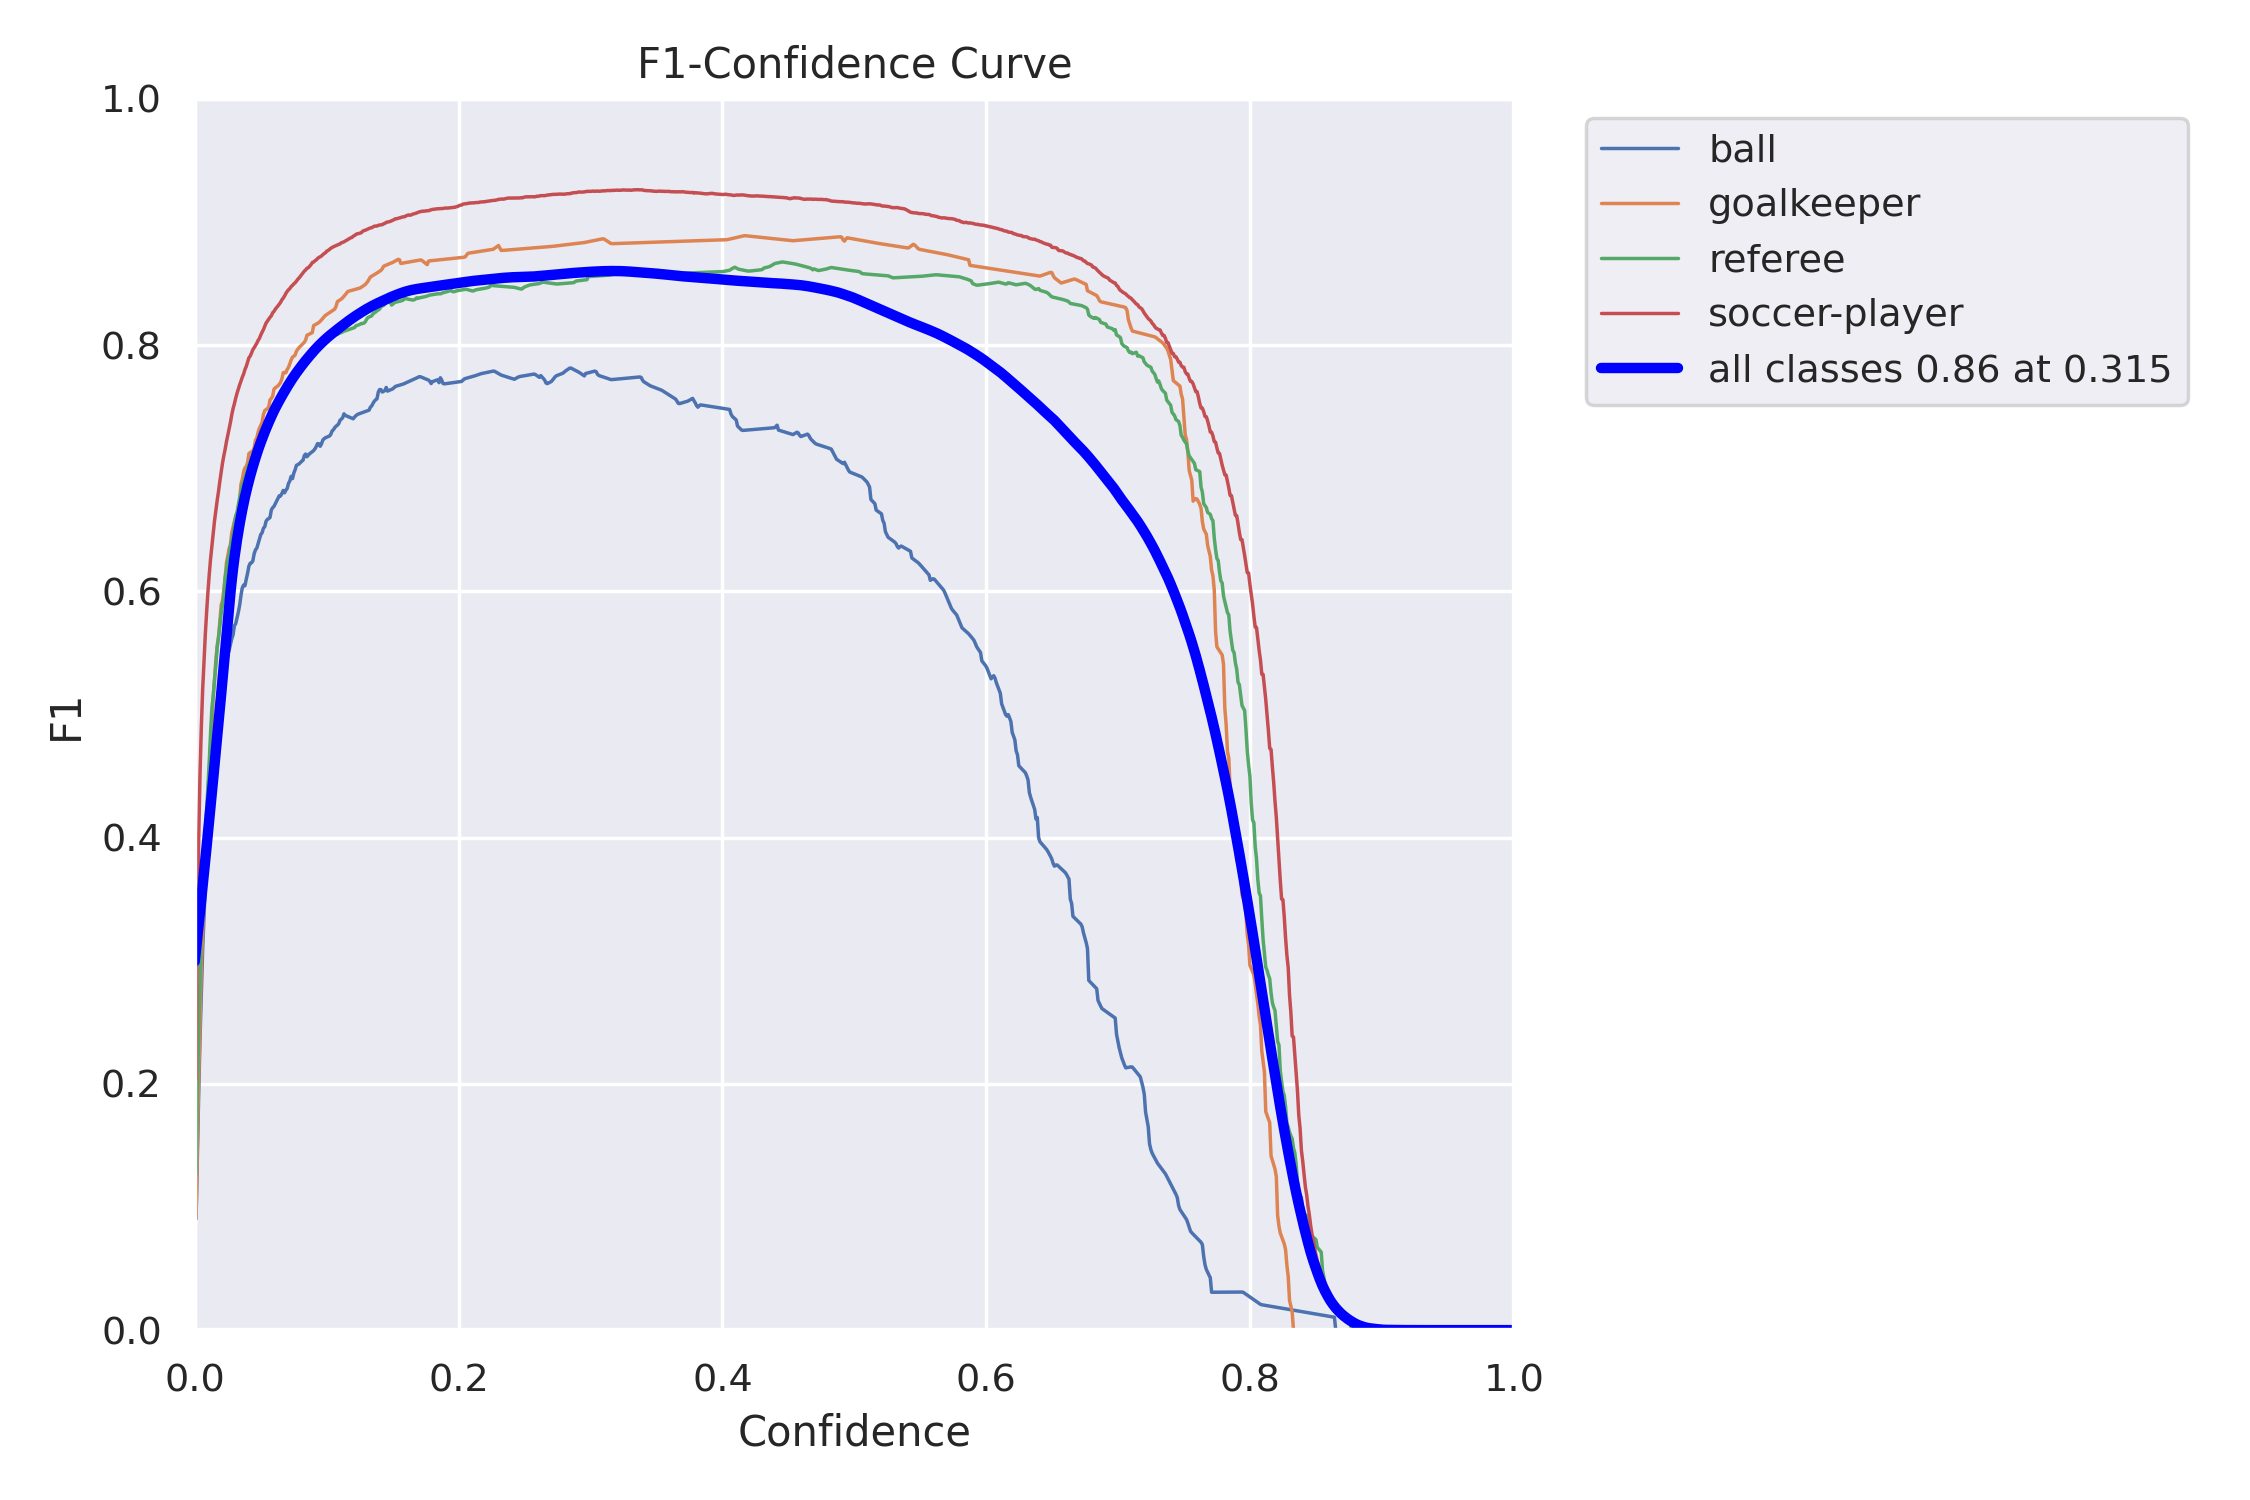 F1-Confidence Curve
1.0
0.8
0.6
0.4
0.2
0.0
F1
0.0 0.2 0.4 0.6 0.8 1.0
Confidence
ball
goalkeeper
referee
soccer-player
all classes 0.86 at 0.315